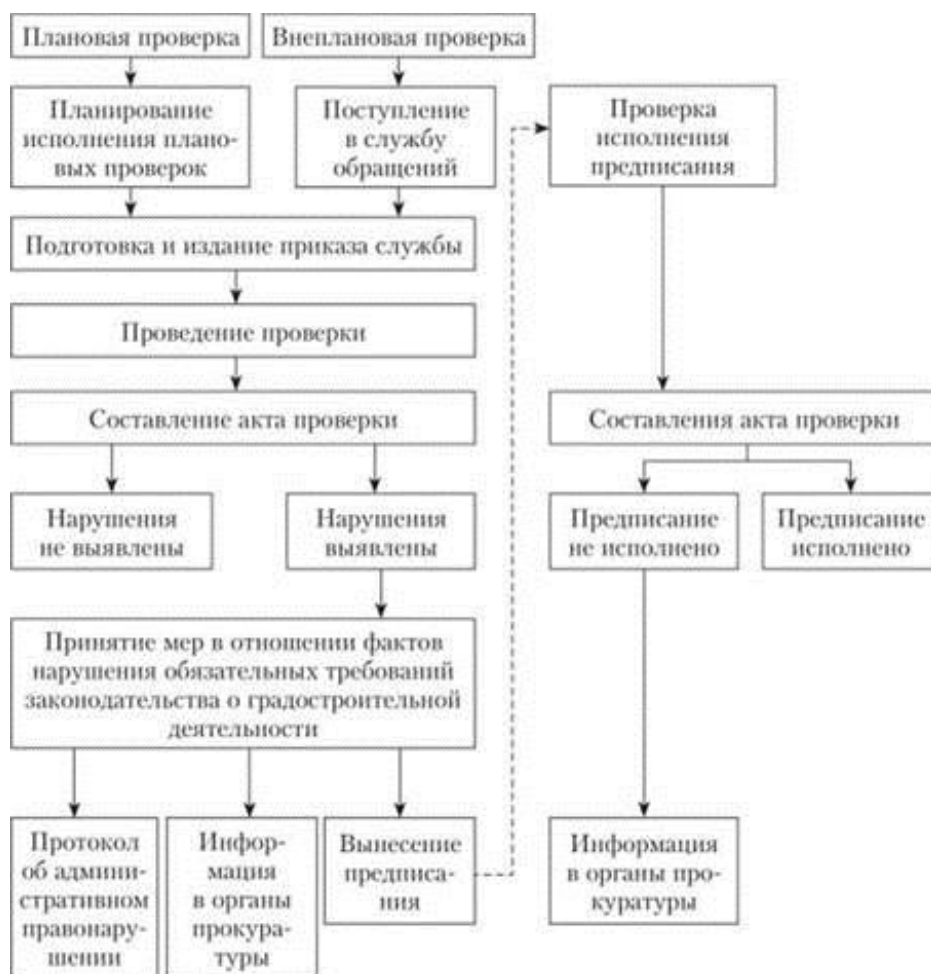 Плановая проверка
Внеплановая проверка
Планирование
исполнения плано-
вых проверок
Поступление
в службу
обращений
Проверка
исполнения
предписания
Подготовка и издание приказа службы
Проведение проверки
Составление акта проверки
Составления акта проверки
Нарушения
не выявлены
Нарушения
выявлены
Предписание
не исполнено
Предписание
исполнено
Принятие мер в отношении фактов
нарушения обязательных требований
законодательства о градостроительной
деятельности
Протокол
об админи-
стративном
правонару-
шении
Инфор-
мация
в органы
прокура-
туры
Вынесение
предписа-
ния
Информация
в органы про-
куратуры